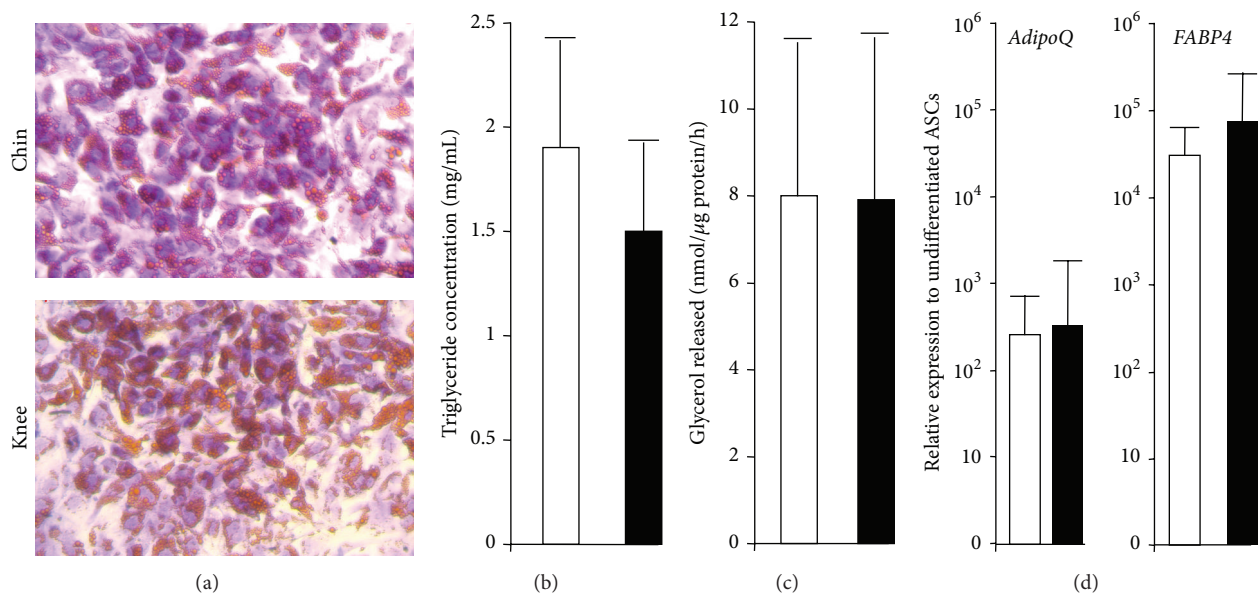 Chin
Knee
(a)
Triglyceride concentration (mg/mL)
2.5
2
1.5
1
0.5
0
(b)
Glycerol released (nmol/μg protein/h)
12
10
8
6
4
2
0
(c)
Relative expression to undifferentiated ASCs
10⁶
10⁵
10⁴
10³
10²
10
0
AdipoQ
10⁶
10⁵
10⁴
10³
10²
10
0
FABP4
(d)